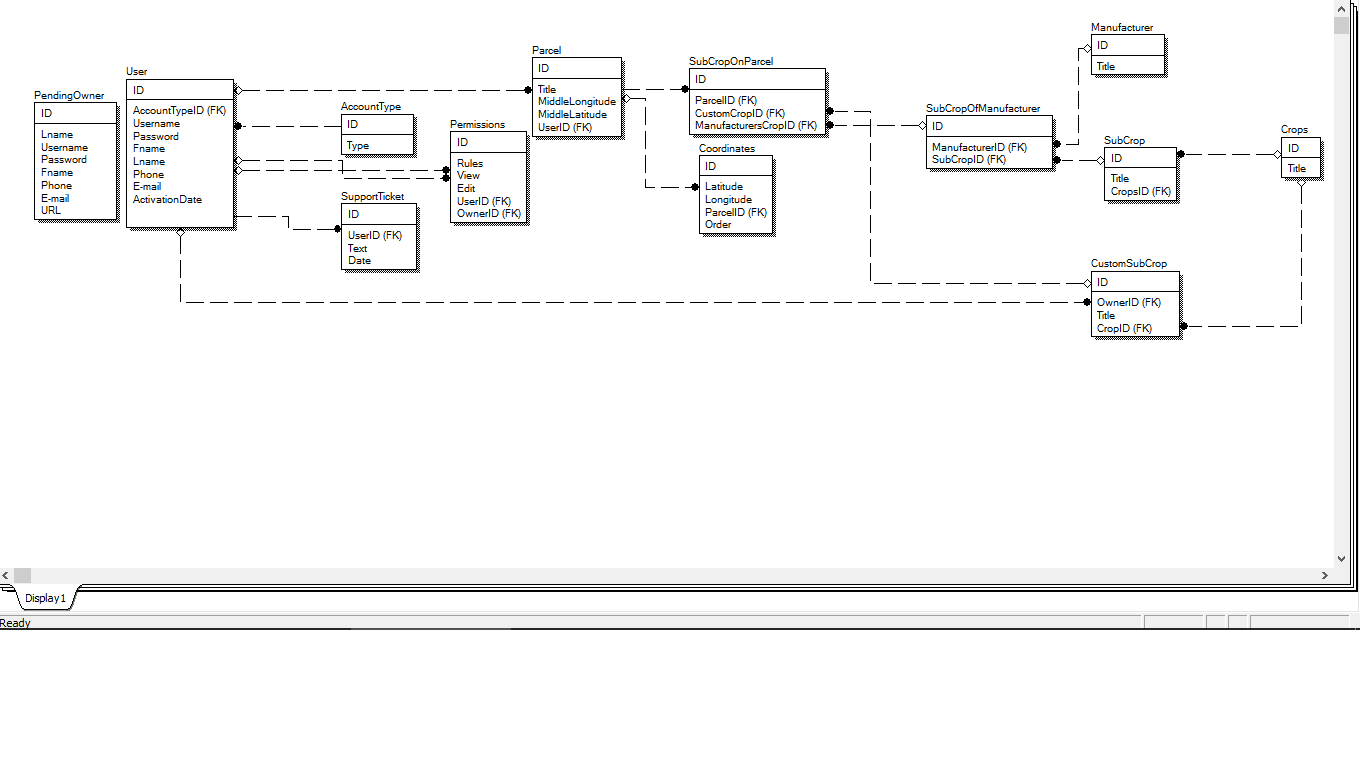 PendingOwner
ID
Lname
Username
Password
Fname
Phone
E-mail
URL
User
ID
AccountTypeID (FK)
Username
Password
Fname
Lname
Phone
E-mail
ActivationDate
AccountType
ID
Type
SupportTicket
ID
UserID (FK)
Text
Date
Permissions
ID
Rules
View
Edit
UserID (FK)
OwnerID (FK)
Parcel
ID
Title
MiddleLongitude
MiddleLatitude
UserID (FK)
SubCropOnParcel
ID
ParcelID (FK)
CustomCropID (FK)
ManufacturersCropID (FK)
Coordinates
ID
Latitude
Longitude
ParcelID (FK)
Order
SubCropOfManufacturer
ID
ManufacturerID (FK)
SubCropID (FK)
Manufacturer
ID
Title
SubCrop
ID
Title
CropsID (FK)
Crops
ID
Title
CustomSubCrop
ID
OwnerID (FK)
Title
CropID (FK)
Display1
Ready